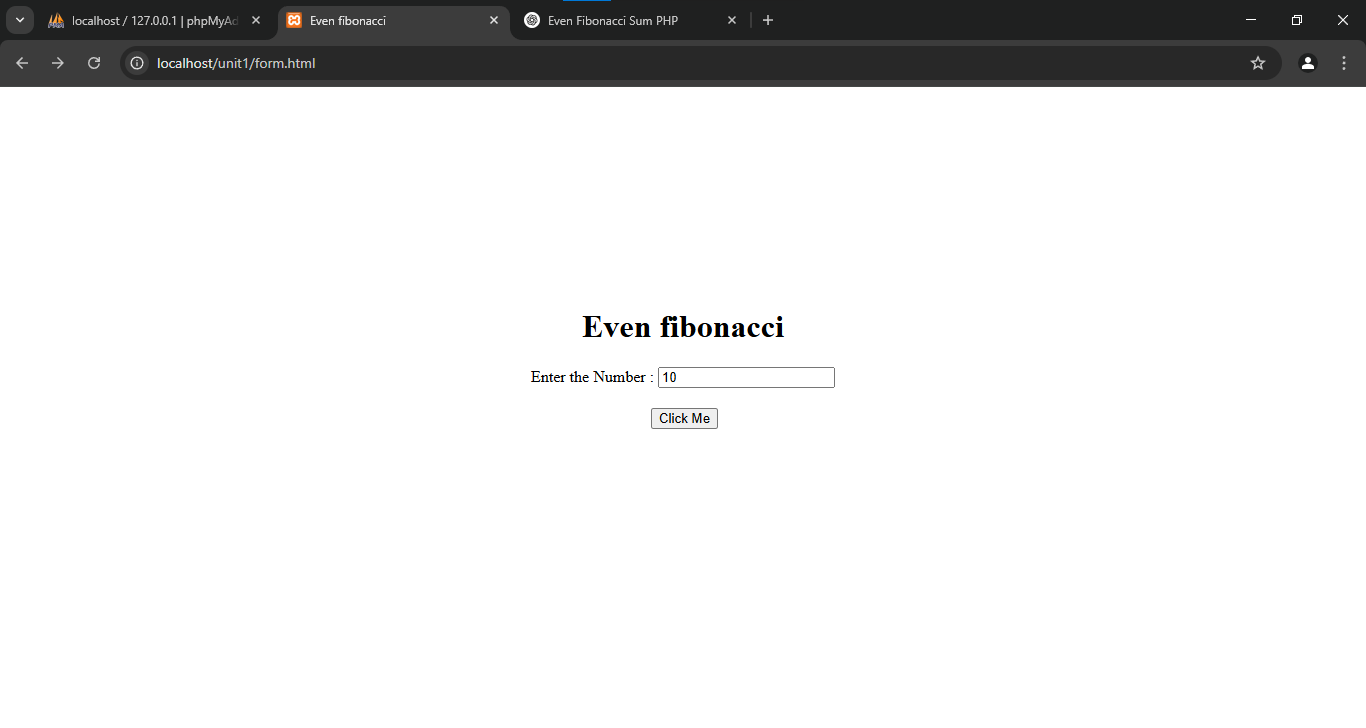 localhost / 127.0.0.1 | phpMyAd
Even fibonacci
Even Fibonacci Sum PHP
localhost/unit1/form.html
Even fibonacci
Enter the Number : 10
Click Me